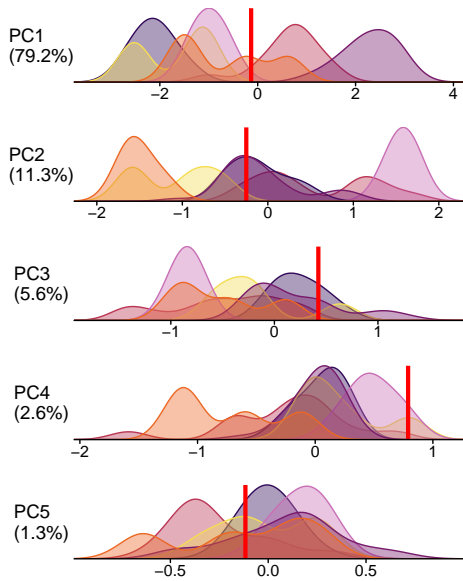 PC1
(79.2%)
−2 0 2 4
PC2
(11.3%)
−2 −1 0 1 2
PC3
(5.6%)
−1 0 1
PC4
(2.6%)
−2 −1 0 1
PC5
(1.3%)
−0.5 0.0 0.5